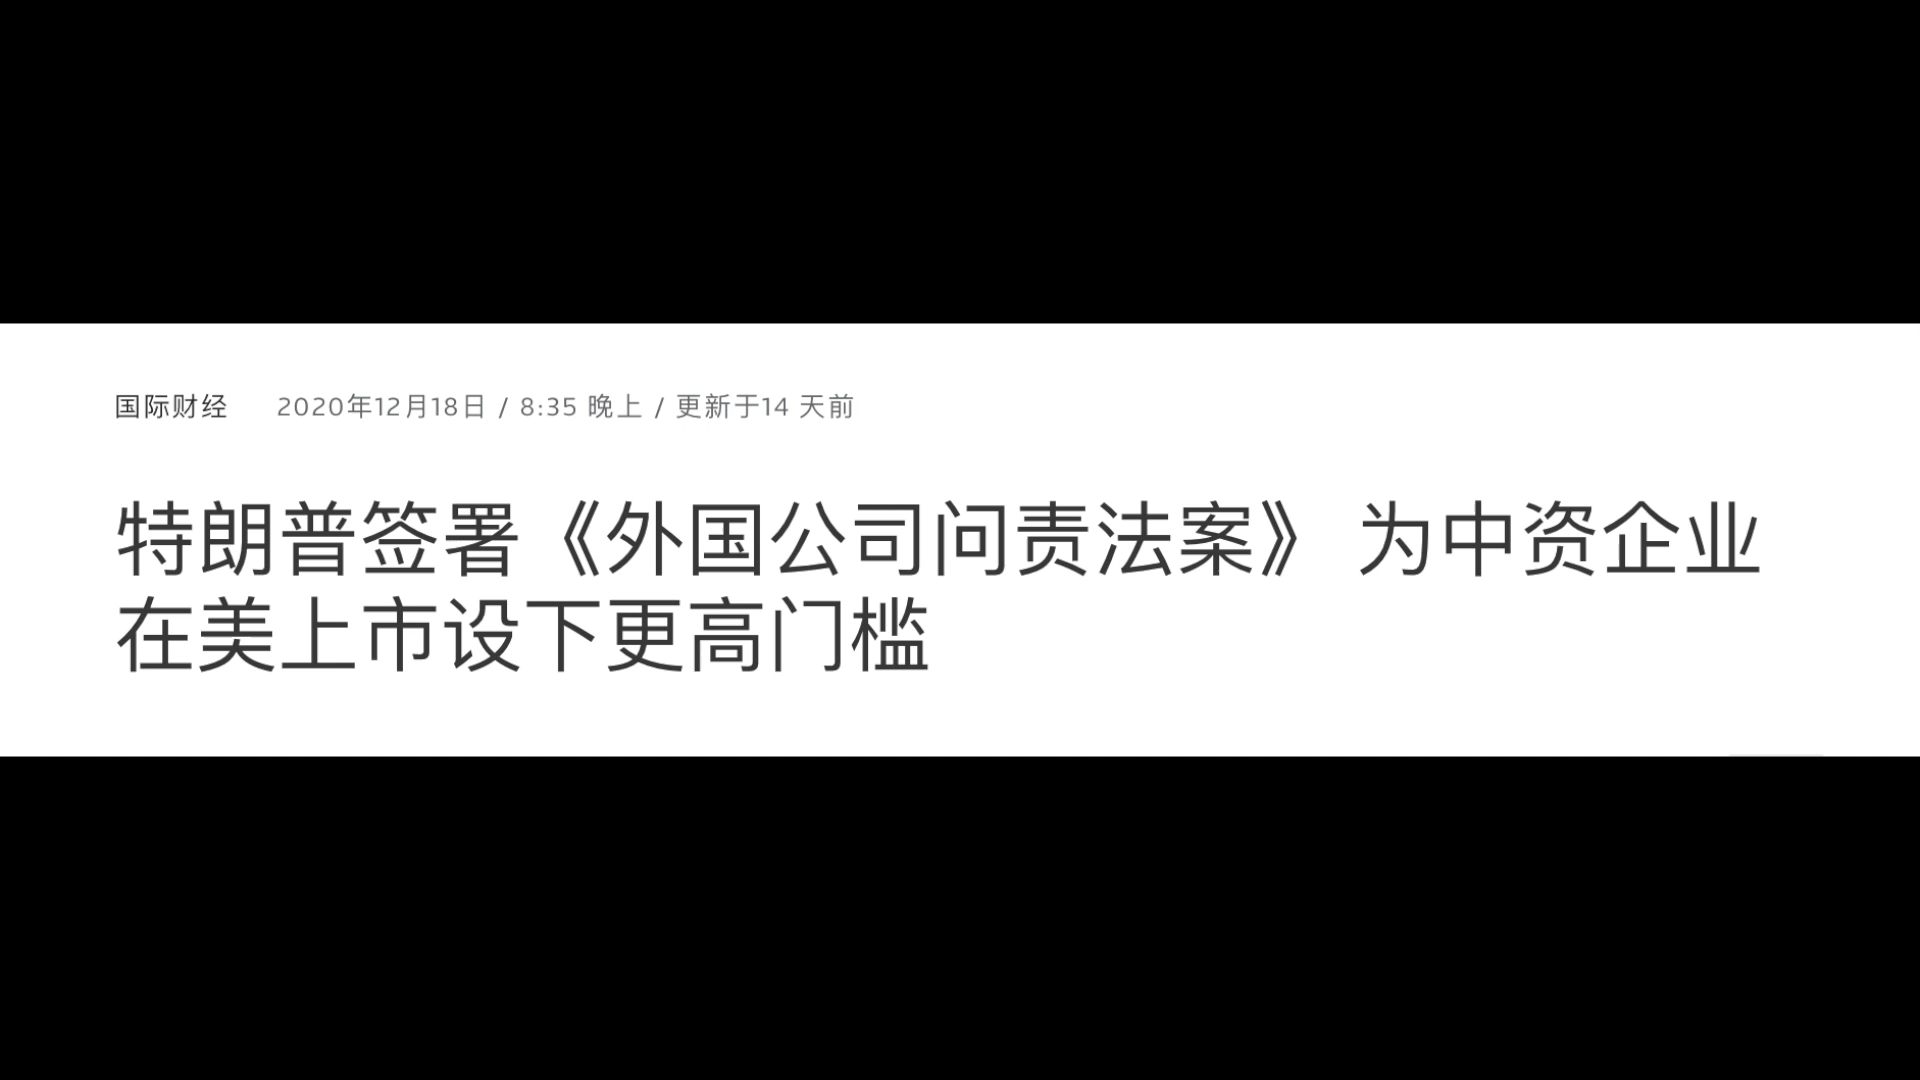 国际财经 2020年12月18日 / 8:35 晚上 / 更新于14 天前
特朗普签署《外国公司问责法案》 为中资企业
在美上市设下更高门槛